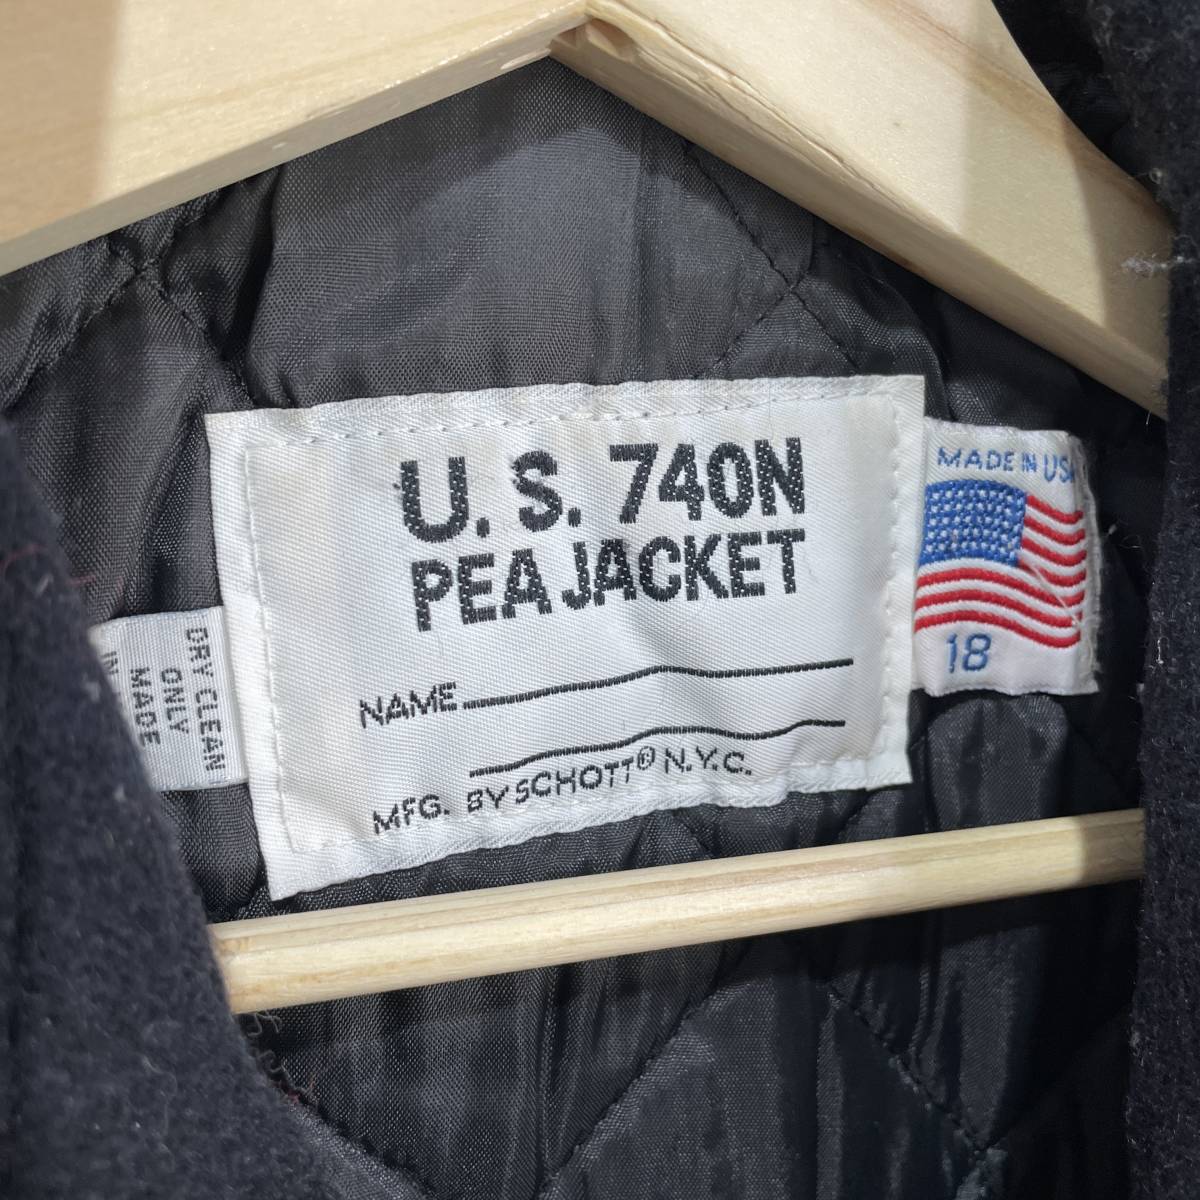 U. S. 740N
PEA JACKET
NAME
MFG. BY SCHOTT® N.Y.C.
MADE IN USA
18
DRY CLEAN
ONLY
MADE